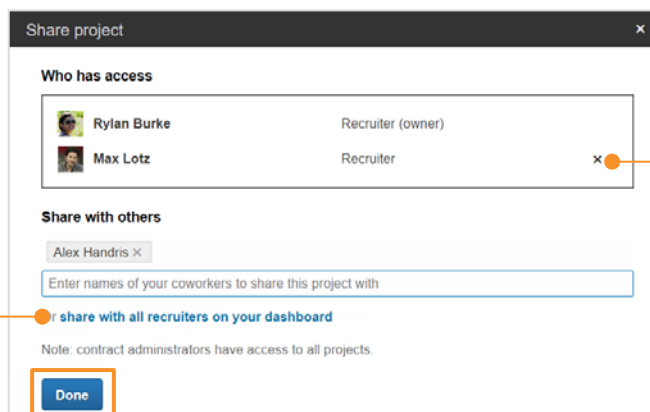 Share project ×
Who has access
Rylan Burke Recruiter (owner)
Max Lotz Recruiter ×
Share with others
Alex Handris ×
Enter names of your coworkers to share this project with
r share with all recruiters on your dashboard
Note: contract administrators have access to all projects.
Done